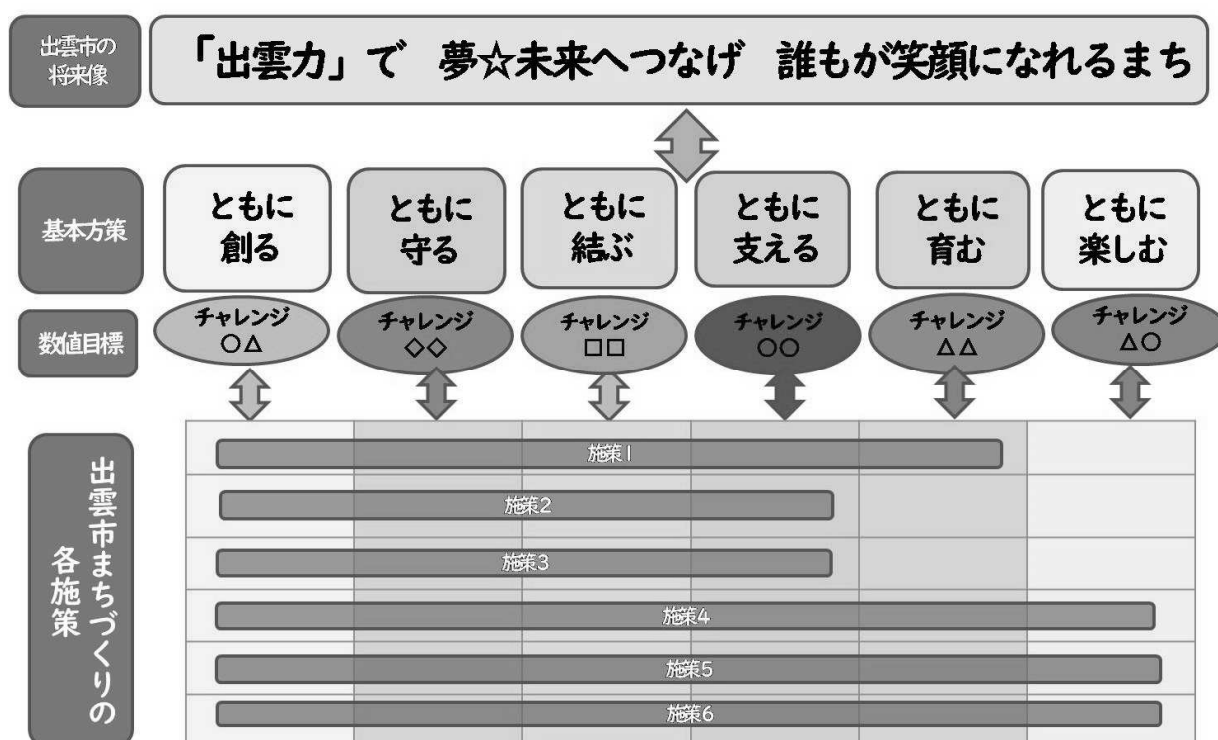 出雲市の
将来像
「出雲力」で 夢☆未来へつなげ 誰もが笑顔になれるまち
基本方策
ともに
創る
ともに
守る
ともに
結ぶ
ともに
支える
ともに
育む
ともに
楽しむ
数値目標
チャレンジ
○△
チャレンジ
◇◇
チャレンジ
□□
チャレンジ
○○
チャレンジ
△△
チャレンジ
△○
出雲市まちづくりの
各施策
施策1
施策2
施策3
施策4
施策5
施策6